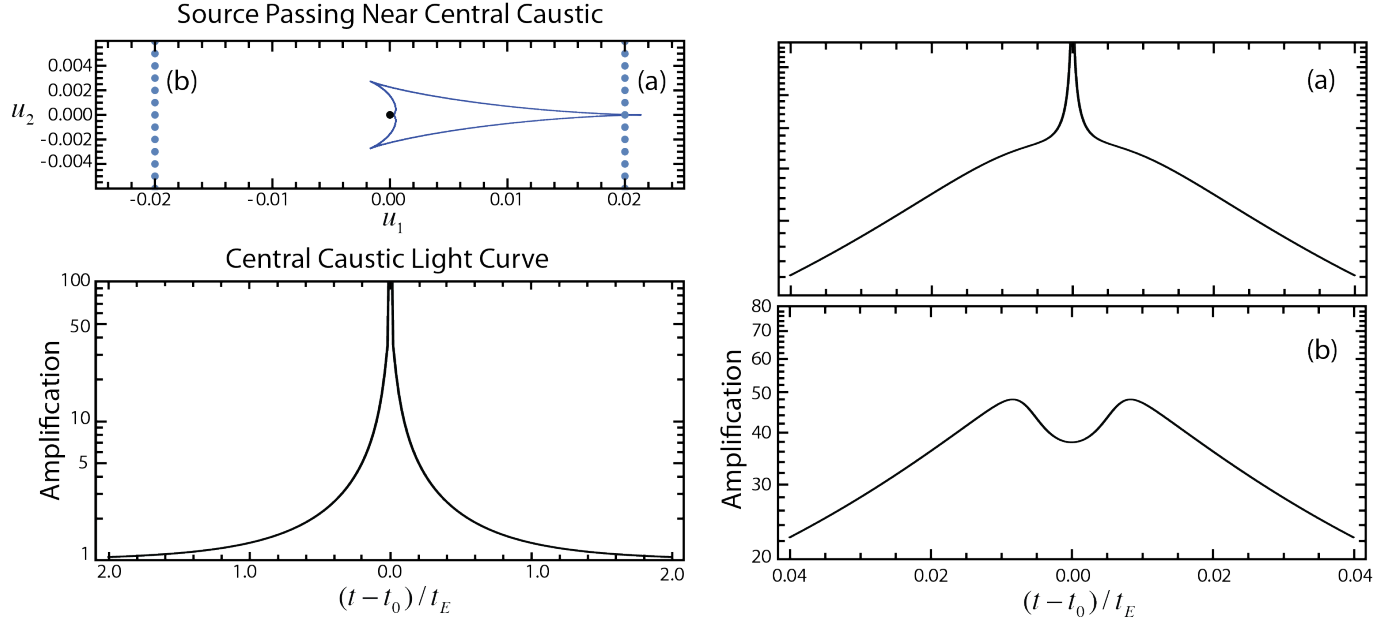 Source Passing Near Central Caustic
u₂
0.004
0.002
0.000
-0.002
-0.004
(b)
(a)
-0.02
-0.01
0.00
0.01
0.02
u₁
Central Caustic Light Curve
Amplification
100
50
10
5
1
2.0
1.0
0.0
1.0
2.0
(t − t₀) / t_E
(a)
Amplification
80
70
60
50
40
30
20
(b)
0.04
0.02
0.00
0.02
0.04
(t − t₀) / t_E